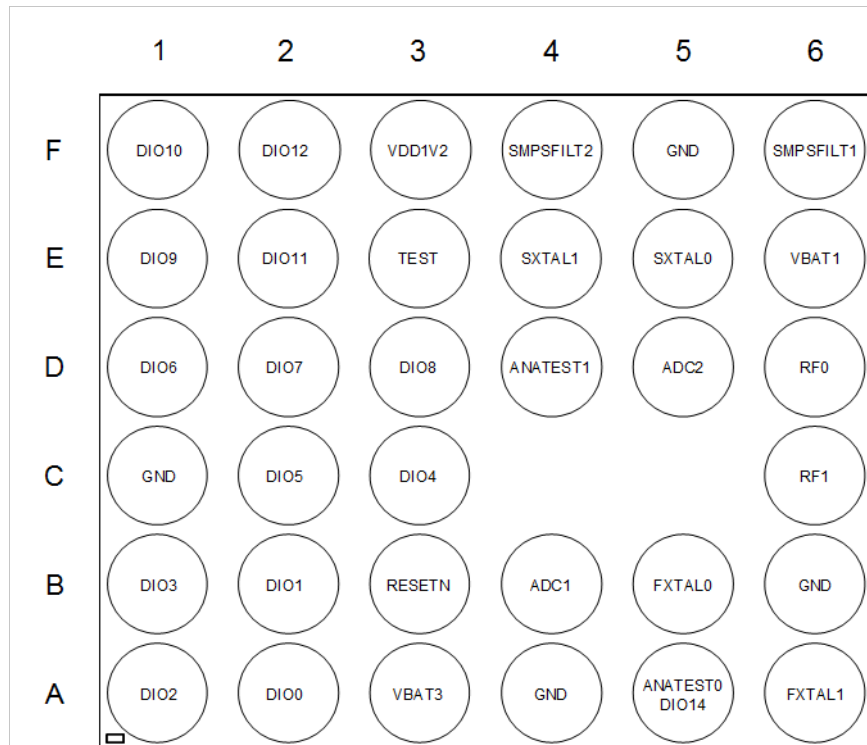 1 2 3 4 5 6
F DIO10 DIO12 VDD1V2 SMPSFILT2 GND SMPSFILT1
E DIO9 DIO11 TEST SXTAL1 SXTAL0 VBAT1
D DIO6 DIO7 DIO8 ANATEST1 ADC2 RF0
C GND DIO5 DIO4 RF1
B DIO3 DIO1 RESETN ADC1 FXTAL0 GND
A DIO2 DIO0 VBAT3 GND ANATEST0 FXTAL1
DIO14